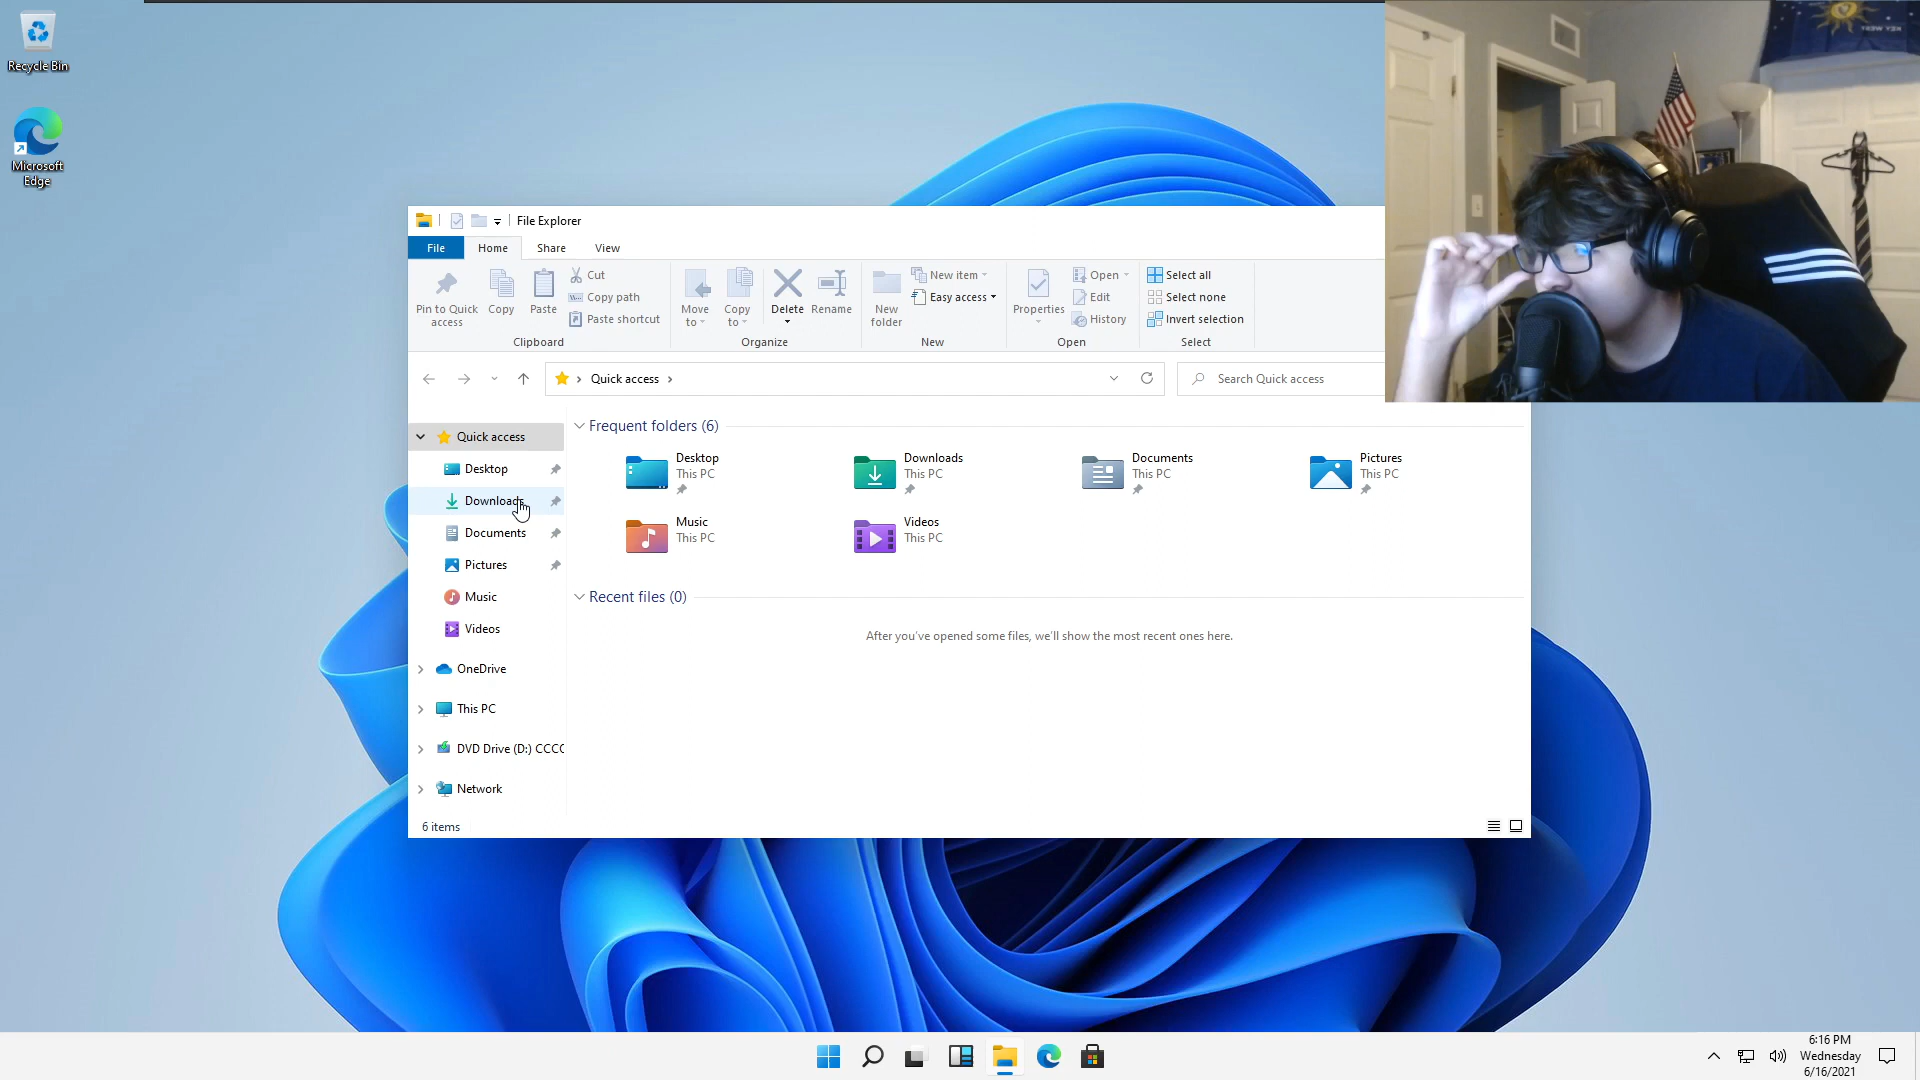 Recycle Bin
Microsoft
Edge
File Explorer
File
Home
Share
View
Pin to Quick
access
Copy
Paste
Cut
Copy path
Paste shortcut
Clipboard
Move
to
Copy
to
Delete
Rename
Organize
New
folder
New item
Easy access
New
Properties
Open
Edit
History
Open
Select all
Select none
Invert selection
Select
Quick access
Search Quick access
Quick access
Desktop
Downloads
Documents
Pictures
Music
Videos
OneDrive
This PC
DVD Drive (D:) CCC
Network
Frequent folders (6)
Desktop
This PC
Downloads
This PC
Documents
This PC
Pictures
This PC
Music
This PC
Videos
This PC
Recent files (0)
After you've opened some files, we'll show the most recent ones here.
6 items
6:16 PM
Wednesday
6/16/2021